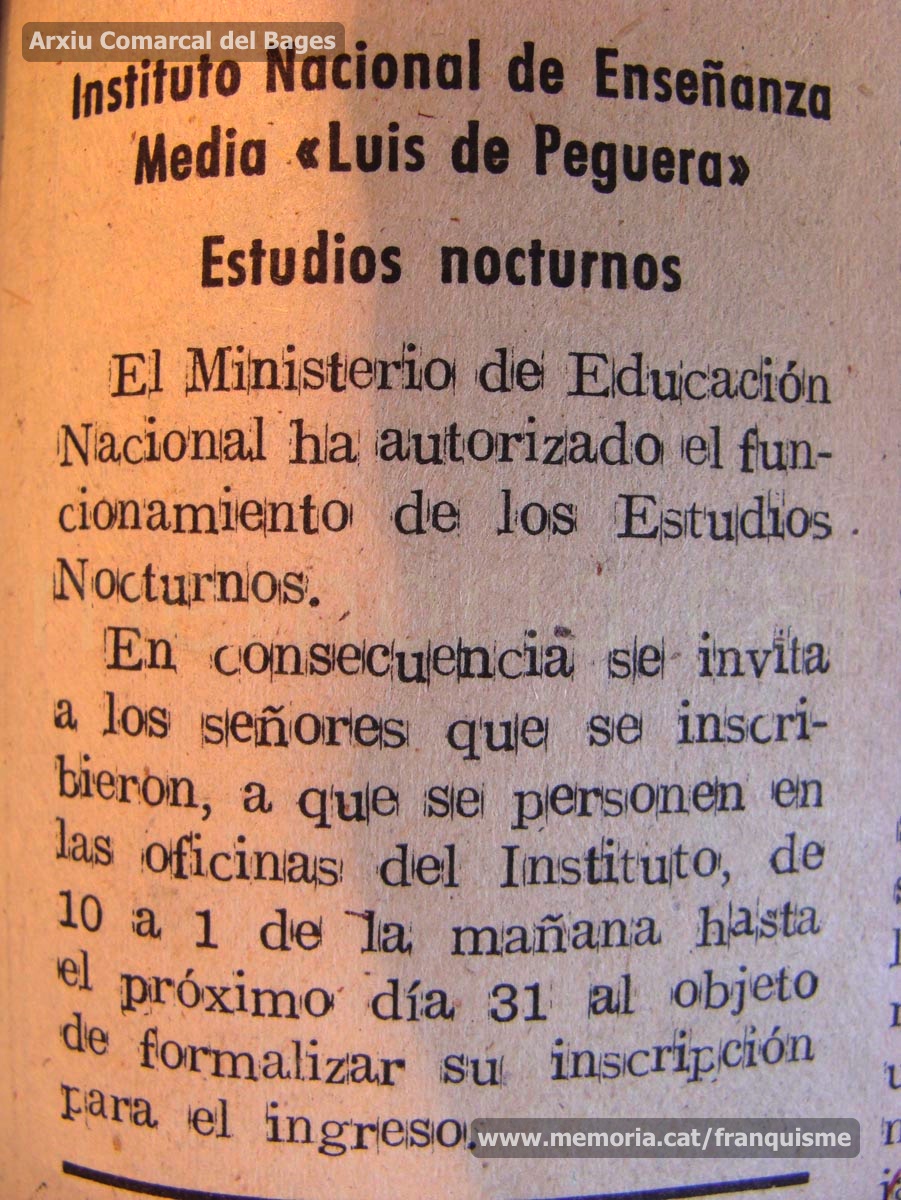 Arxiu Comarcal del Bages
Instituto Nacional de Enseñanza
Media «Luis de Peguera»
Estudios nocturnos
El Ministerio de Educación
Nacional ha autorizado el fun-
cionamiento de los Estudios
Nocturnos.
En consecuencia se invita
a los señores que se inscri-
bieron, a que se personen en
las oficinas del Instituto, de
10 a 1 de la mañana hasta
el próximo día 31 al objeto
de formalizar su inscripción
para el ingreso.
www.memoria.cat/franquisme